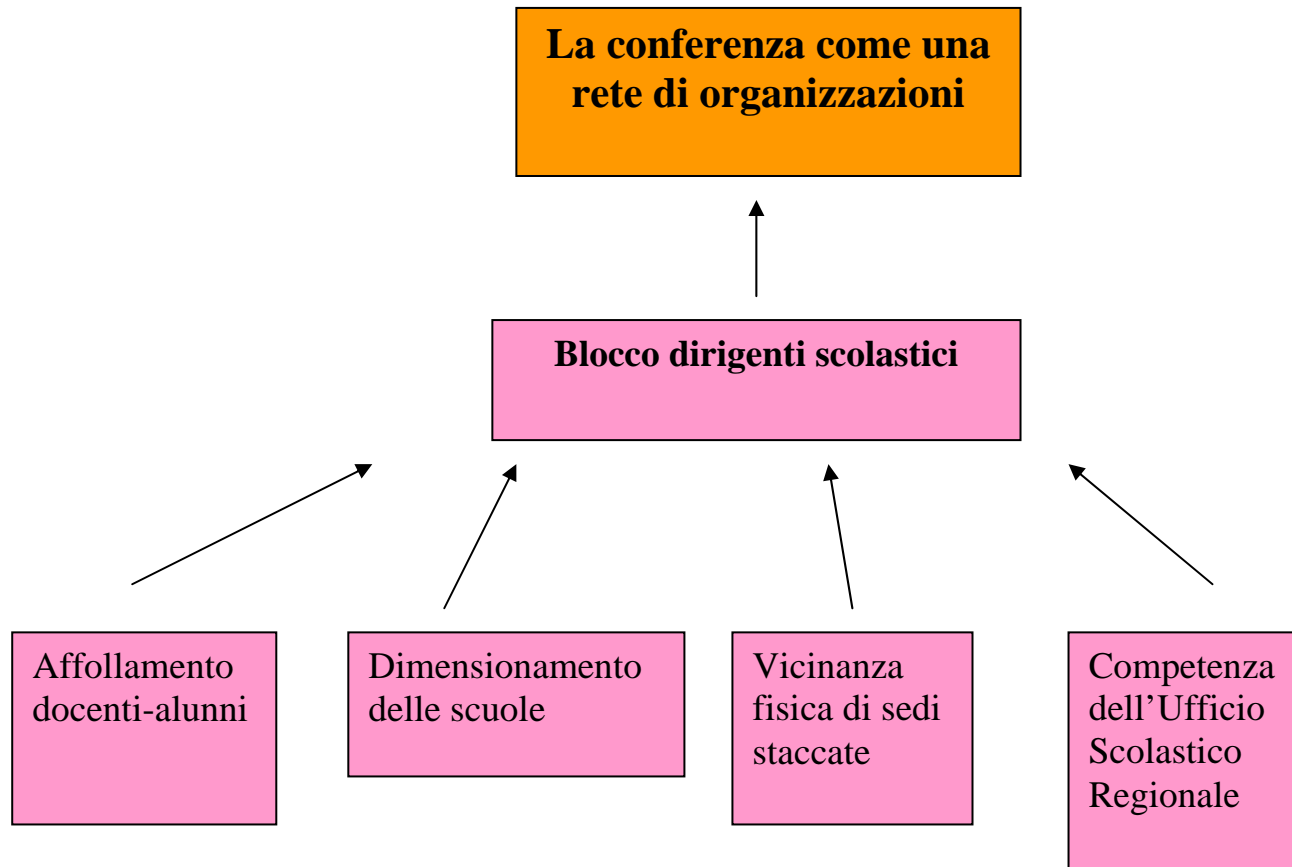 La conferenza come una
rete di organizzazioni
Blocco dirigenti scolastici
Affollamento
docenti-alunni
Dimensionamento
delle scuole
Vicinanza
fisica di sedi
staccate
Competenza
dell’Ufficio
Scolastico
Regionale